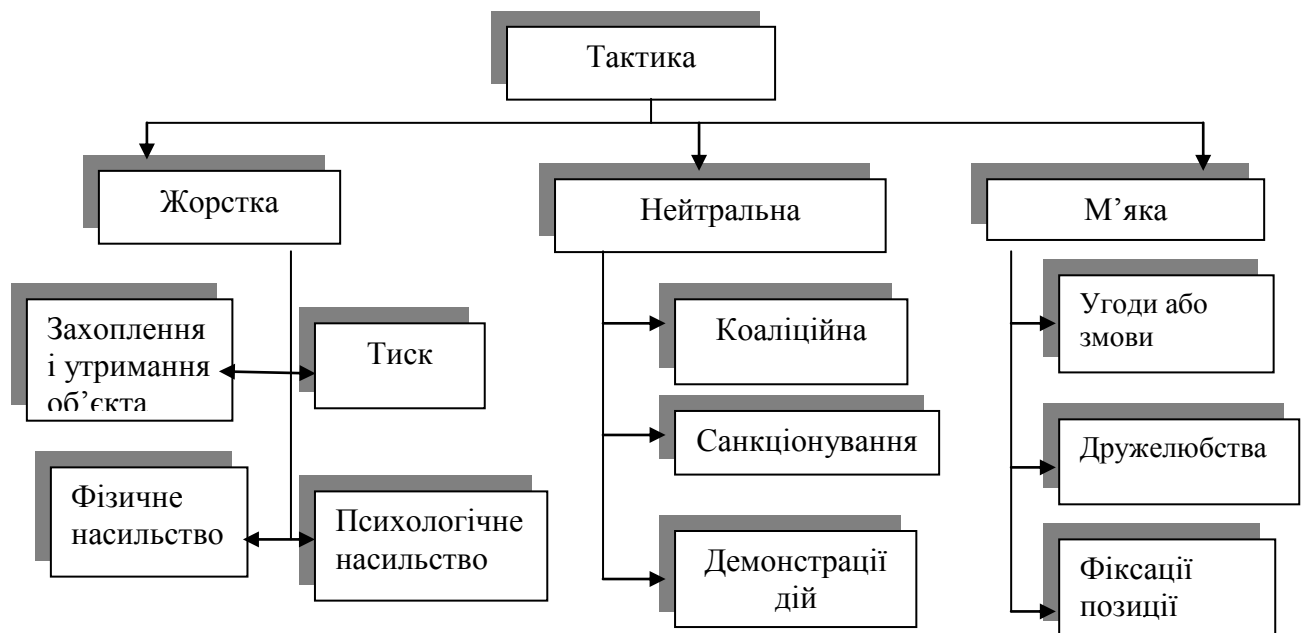 Тактика
Жорстка
Нейтральна
М’яка
Захоплення
і утримання
об’єкта
Тиск
Фізичне
насильство
Психологічне
насильство
Коаліційна
Санкціонування
Демонстрації
дій
Угоди або
змови
Дружелюбства
Фіксації
позиції